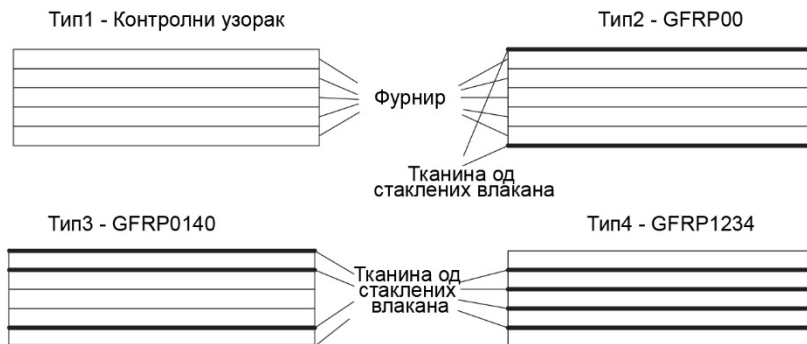 Тип1 - Контролни узорак
Тип2 - GFRP00
Фурнир
Тканина од
стаклених влакана
Тип3 - GFRP0140
Тип4 - GFRP1234
Тканина од
стаклених
влакана